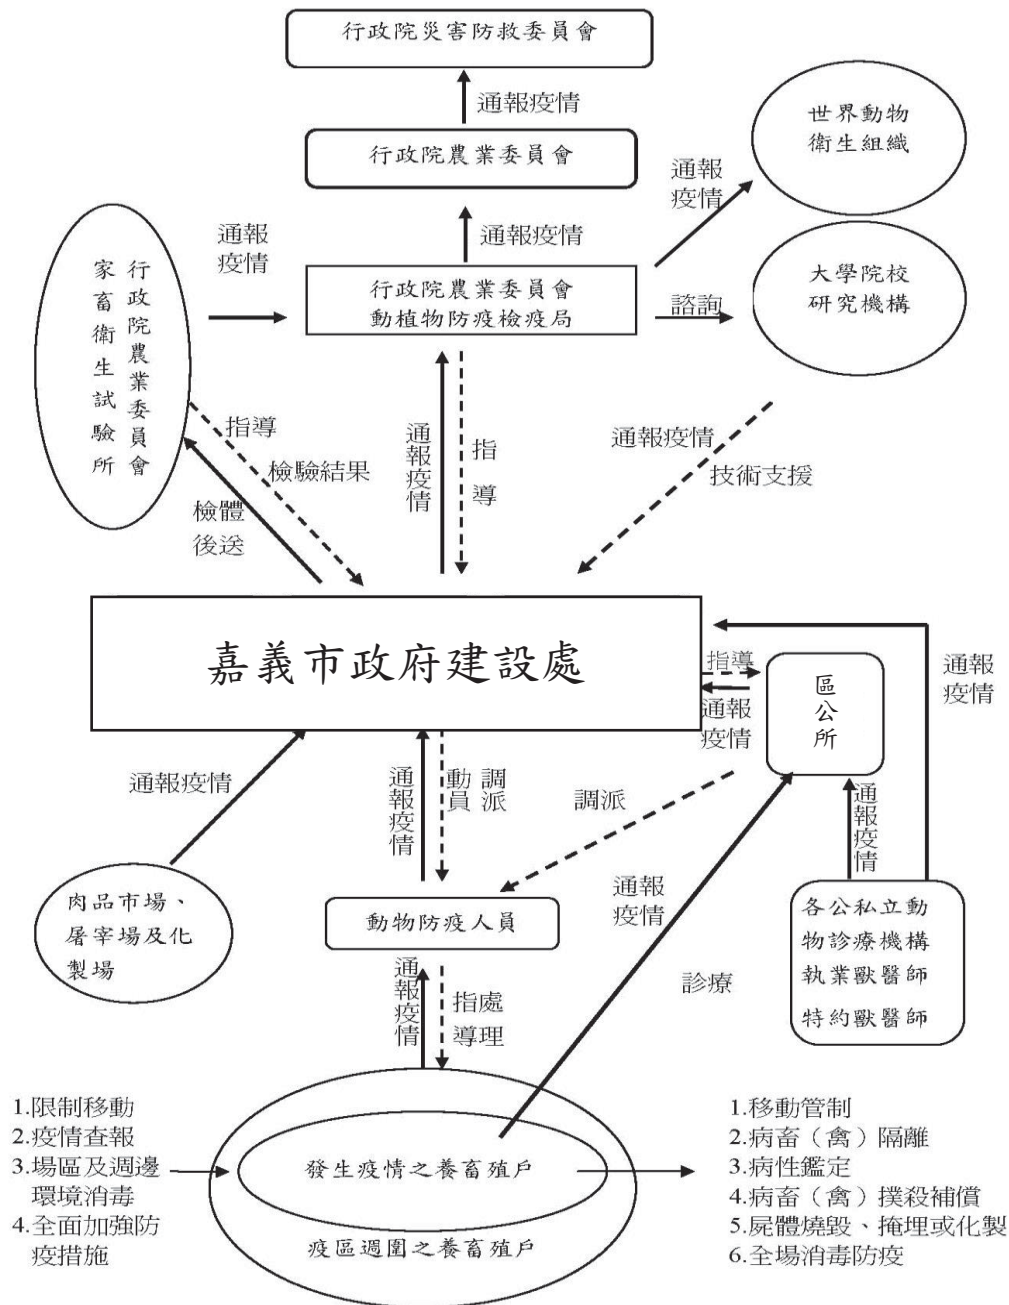 行政院災害防救委員會
通報疫情
行政院農業委員會
世界動物
衛生組織
通報
疫情
通報疫情
通報
疫情
行政院農業委員會
家畜衛生試驗所
行政院農業委員會
動植物防疫檢疫局
諮詢
大學院校
研究機構
指導
檢驗結果
檢體
後送
通報疫情
指導
通報疫情
技術支援
嘉義市政府建設處
指導
通報
疫情
區公所
通報
疫情
通報疫情
通報疫情
動員
調派
調派
通報疫情
通報
疫情
肉品市場、
屠宰場及化
製場
動物防疫人員
各公私立動
物診療機構
執業獸醫師
特約獸醫師
通報疫情
指處
導理
診療
1.限制移動
2.疫情查報
3.場區及週邊
環境消毒
4.全面加強防
疫措施
發生疫情之養畜殖戶
疫區週圍之養畜殖戶
1.移動管制
2.病畜（禽）隔離
3.病性鑑定
4.病畜（禽）撲殺補償
5.屍體燒毀、掩埋或化製
6.全場消毒防疫